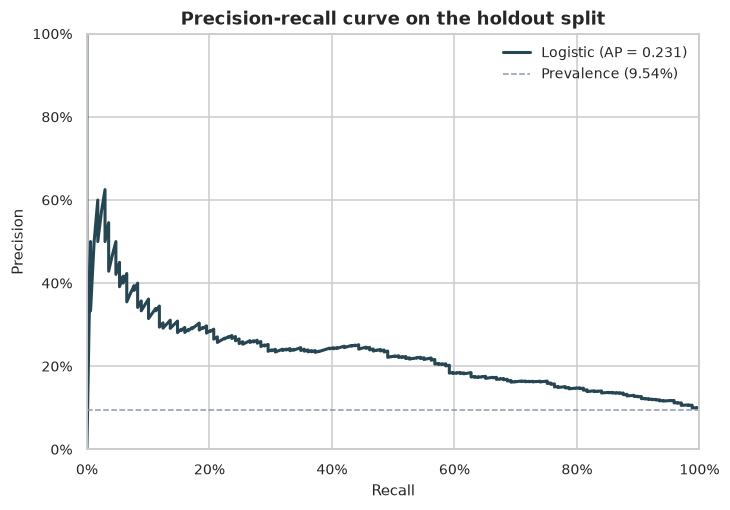 Precision-recall curve on the holdout split
100%
80%
60%
40%
20%
0%
Precision
Logistic (AP = 0.231)
Prevalence (9.54%)
0%
20%
40%
60%
80%
100%
Recall